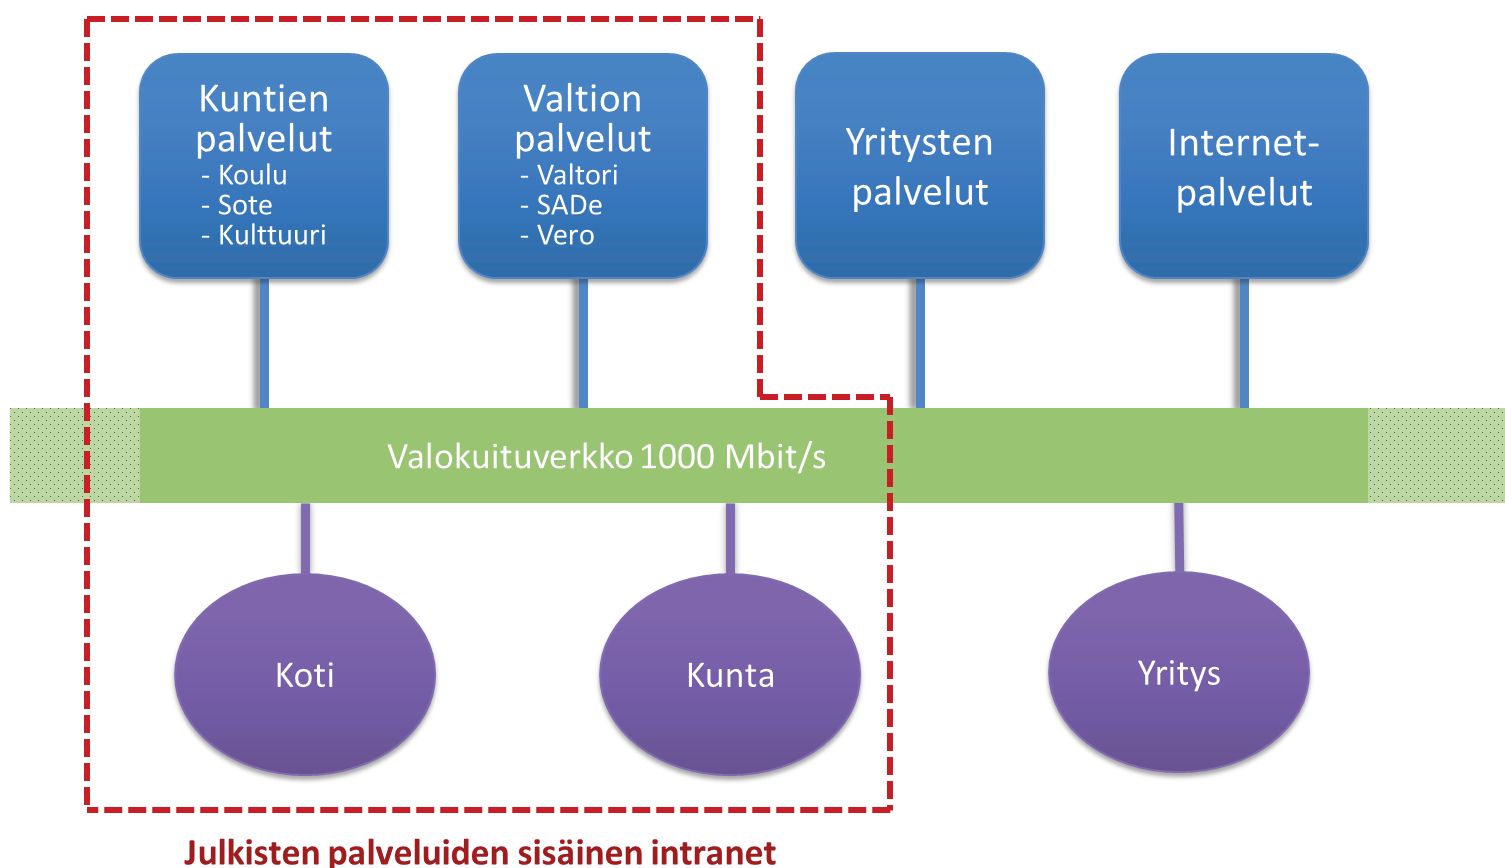 Kuntien
palvelut
- Koulu
- Sote
- Kulttuuri
Valtion
palvelut
- Valtori
- SADe
- Vero
Yritysten
palvelut
Internet-
palvelut
Valokuituverkko 1000 Mbit/s
Koti
Kunta
Yritys
Julkisten palveluiden sisäinen intranet